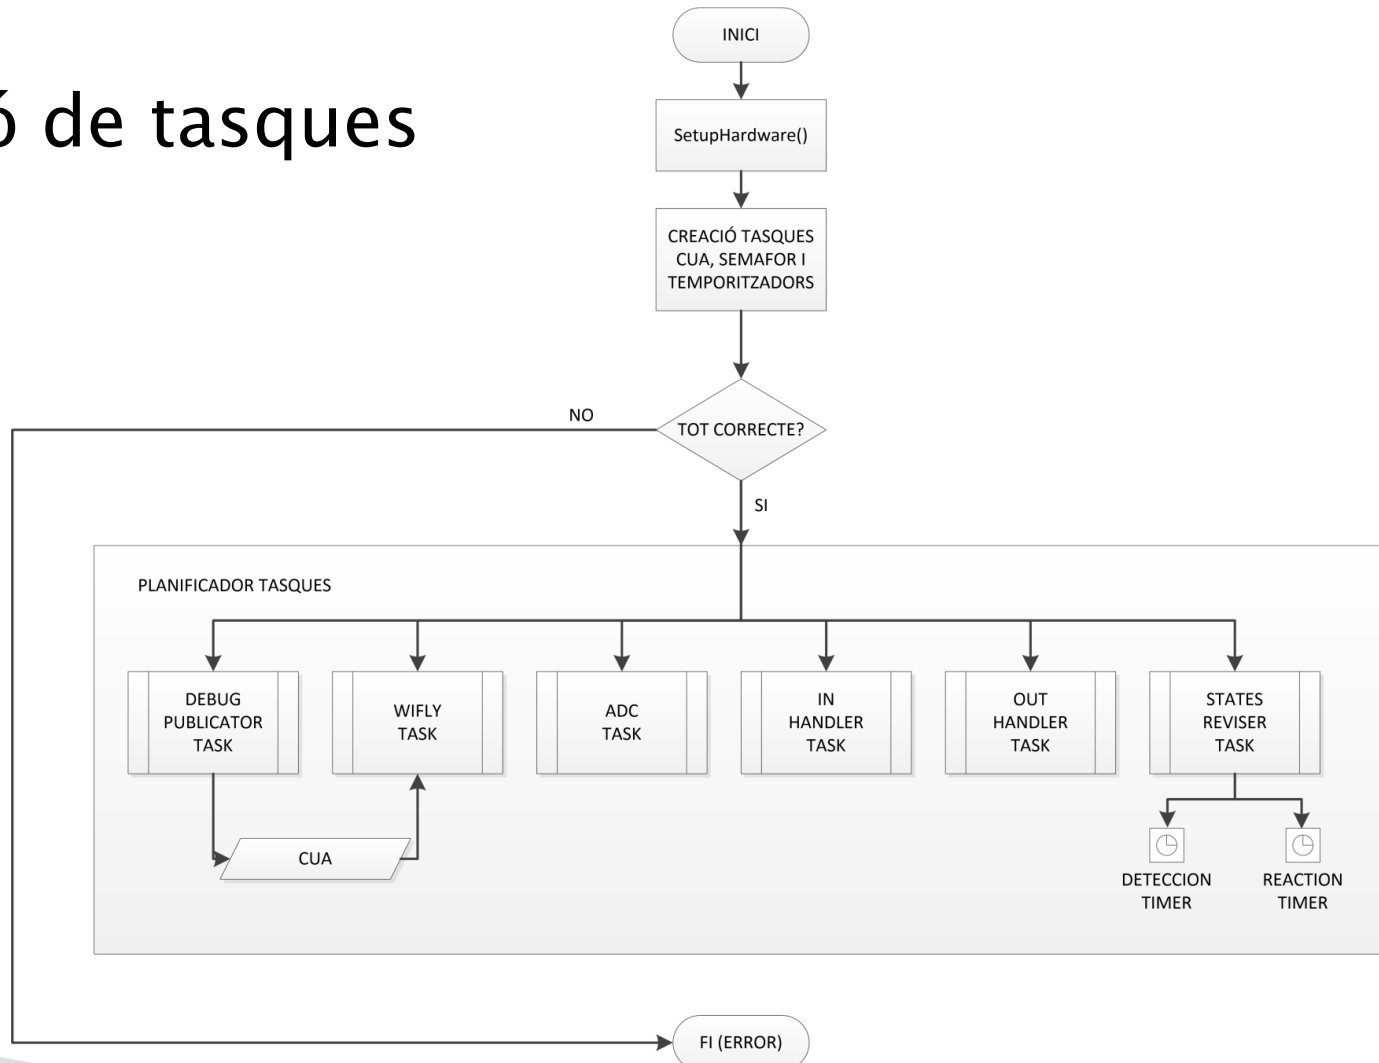 INICI
ó de tasques
SetupHardware()
CREACIÓ TASQUES
CUA, SEMAFOR I
TEMPORITZADORS
NO
TOT CORRECTE?
SI
PLANIFICADOR TASQUES
DEBUG
PUBLICATOR
TASK
WIFLY
TASK
ADC
TASK
IN
HANDLER
TASK
OUT
HANDLER
TASK
STATES
REVISER
TASK
CUA
DETECCION
TIMER
REACTION
TIMER
FI (ERROR)